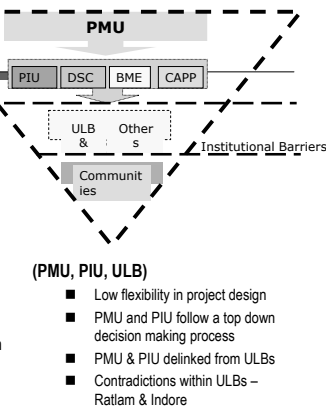 PMU
PIU DSC BME CAPP
ULB Other
& s
Institutional Barriers
Communit
ies
(PMU, PIU, ULB)
■ Low flexibility in project design
■ PMU and PIU follow a top down
decision making process
■ PMU & PIU delinked from ULBs
■ Contradictions within ULBs –
Ratlam & Indore